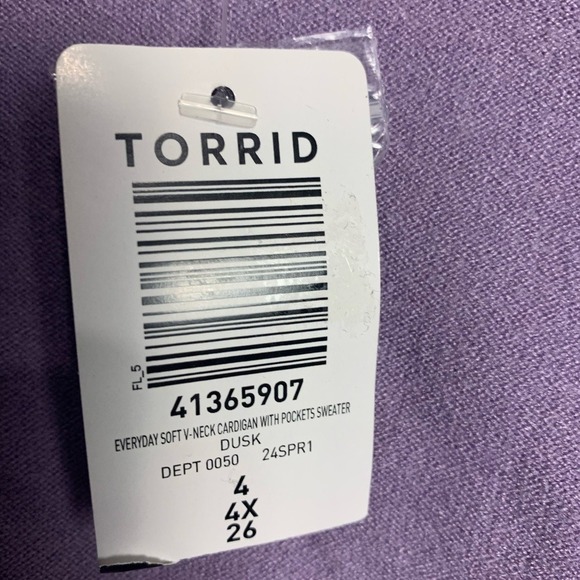 TORRID
FL_5
41365907
EVERYDAY SOFT V-NECK CARDIGAN WITH POCKETS SWEATER
DUSK
DEPT 0050 24SPR1
4
4X
26